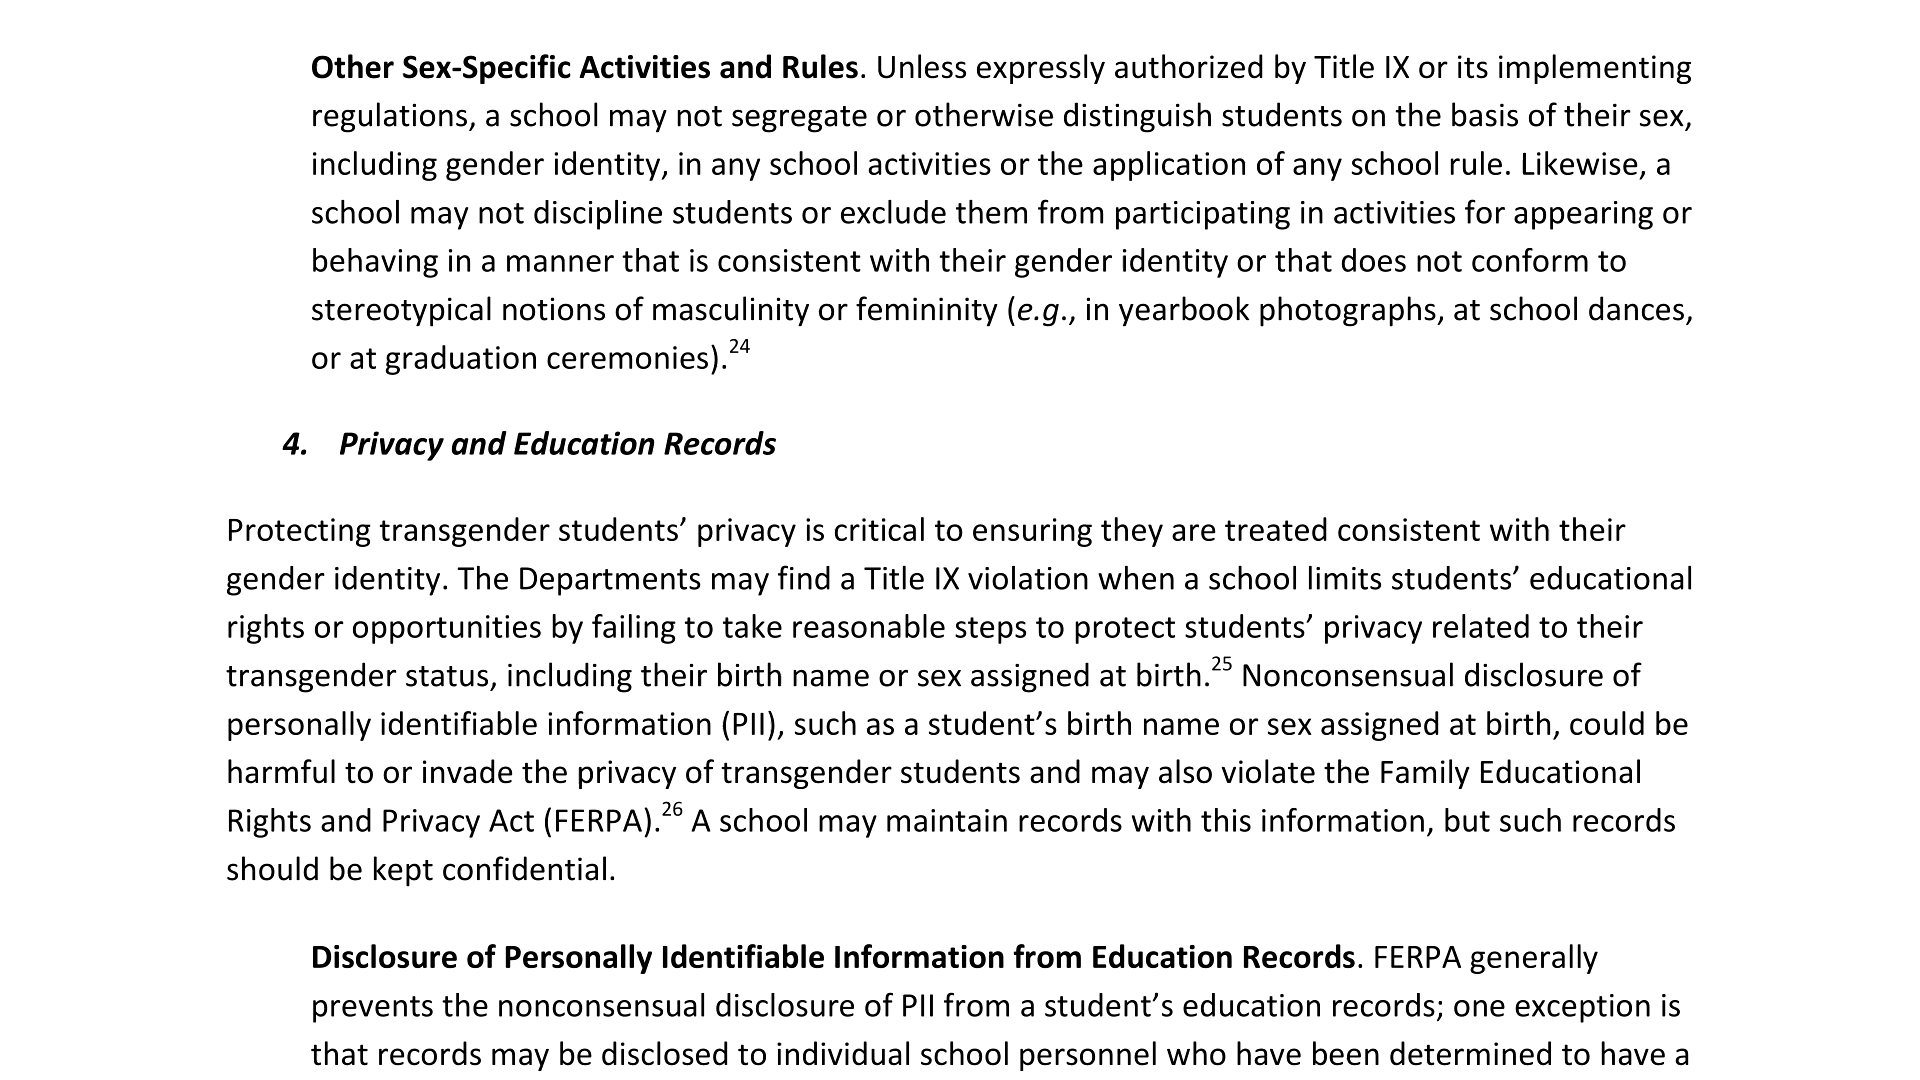 Other Sex-Specific Activities and Rules. Unless expressly authorized by Title IX or its implementing
regulations, a school may not segregate or otherwise distinguish students on the basis of their sex,
including gender identity, in any school activities or the application of any school rule. Likewise, a
school may not discipline students or exclude them from participating in activities for appearing or
behaving in a manner that is consistent with their gender identity or that does not conform to
stereotypical notions of masculinity or femininity (e.g., in yearbook photographs, at school dances,
or at graduation ceremonies).24
4. Privacy and Education Records
Protecting transgender students’ privacy is critical to ensuring they are treated consistent with their
gender identity. The Departments may find a Title IX violation when a school limits students’ educational
rights or opportunities by failing to take reasonable steps to protect students’ privacy related to their
transgender status, including their birth name or sex assigned at birth.25 Nonconsensual disclosure of
personally identifiable information (PII), such as a student’s birth name or sex assigned at birth, could be
harmful to or invade the privacy of transgender students and may also violate the Family Educational
Rights and Privacy Act (FERPA).26 A school may maintain records with this information, but such records
should be kept confidential.
Disclosure of Personally Identifiable Information from Education Records. FERPA generally
prevents the nonconsensual disclosure of PII from a student’s education records; one exception is
that records may be disclosed to individual school personnel who have been determined to have a